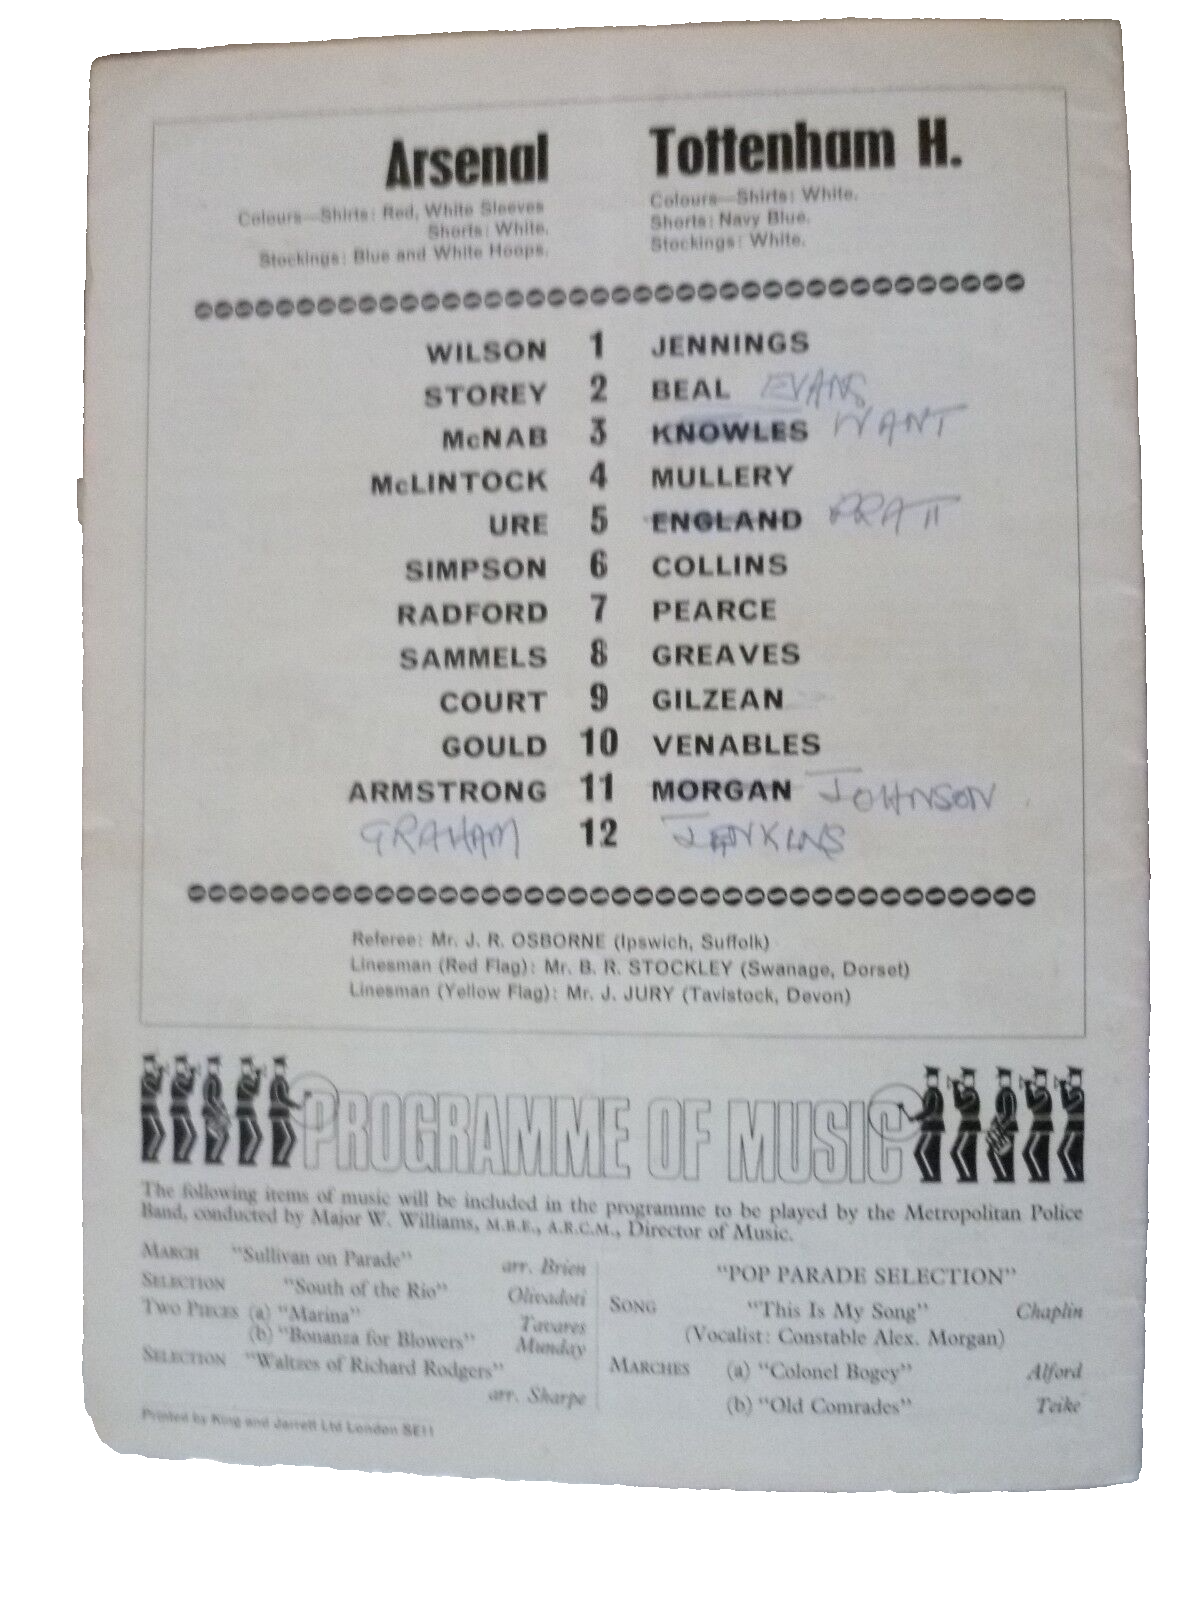 Arsenal Tottenham H.
Colours—Shirts: Red, White Sleeves Colours—Shirts: White.
Shorts: White. Shorts: Navy Blue.
Stockings: Blue and White Hoops. Stockings: White.
WILSON 1 JENNINGS
STOREY 2 BEAL EVANS
McNAB 3 KNOWLES WANT
McLINTOCK 4 MULLERY
URE 5 ENGLAND PRATT
SIMPSON 6 COLLINS
RADFORD 7 PEARCE
SAMMELS 8 GREAVES
COURT 9 GILZEAN
GOULD 10 VENABLES
ARMSTRONG 11 MORGAN JOHNSON
GRAHAM 12 JENKINS
Referee: Mr. J. R. OSBORNE (Ipswich, Suffolk)
Linesman (Red Flag): Mr. B. R. STOCKLEY (Swanage, Dorset)
Linesman (Yellow Flag): Mr. J. JURY (Tavistock, Devon)
PROGRAMME OF MUSIC
The following items of music will be included in the programme to be played by the Metropolitan Police
Band, conducted by Major W. Williams, M.B.E., A.R.C.M., Director of Music.
MARCH "Sullivan on Parade" arr. Brien
SELECTION "South of the Rio" Olivadoti
TWO PIECES (a) "Marina" Tavares
(b) "Bonanza for Blowers" Munday
SELECTION "Waltzes of Richard Rodgers"
arr. Sharpe
"POP PARADE SELECTION"
SONG "This Is My Song" Chaplin
(Vocalist: Constable Alex. Morgan)
MARCHES (a) "Colonel Bogey" Alford
(b) "Old Comrades" Teike
Printed by King and Jarrett Ltd London SE11